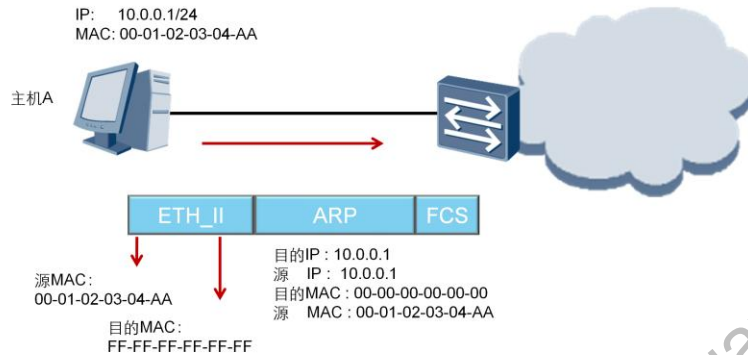 IP: 10.0.0.1/24
MAC: 00-01-02-03-04-AA
主机A
ETH_II ARP FCS
目的IP : 10.0.0.1
源 IP : 10.0.0.1
目的MAC : 00-00-00-00-00-00
源 MAC : 00-01-02-03-04-AA
源MAC :
00-01-02-03-04-AA
目的MAC :
FF-FF-FF-FF-FF-FF